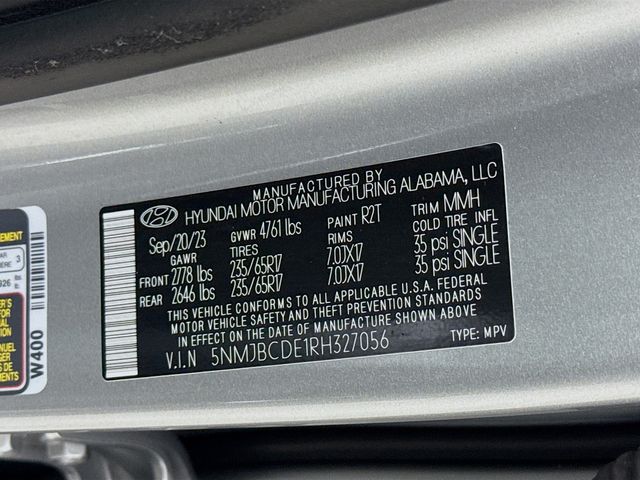 MANUFACTURED BY
HYUNDAI MOTOR MANUFACTURING ALABAMA, LLC
Sep/20/23 GVWR 4761 lbs PAINT R2T TRIM MMH
GAWR TIRES RIMS COLD TIRE INFL
FRONT 2778 lbs 235/65R17 7.0JX17 35 psi SINGLE
REAR 2646 lbs 235/65R17 7.0JX17 35 psi SINGLE
THIS VEHICLE CONFORMS TO ALL APPLICABLE U.S.A. FEDERAL
MOTOR VEHICLE SAFETY AND THEFT PREVENTION STANDARDS
IN EFFECT ON THE DATE OF MANUFACTURE SHOWN ABOVE.
V.I.N 5NMJBCDE1RH327056 TYPE: MPV
EMENT
3
W400